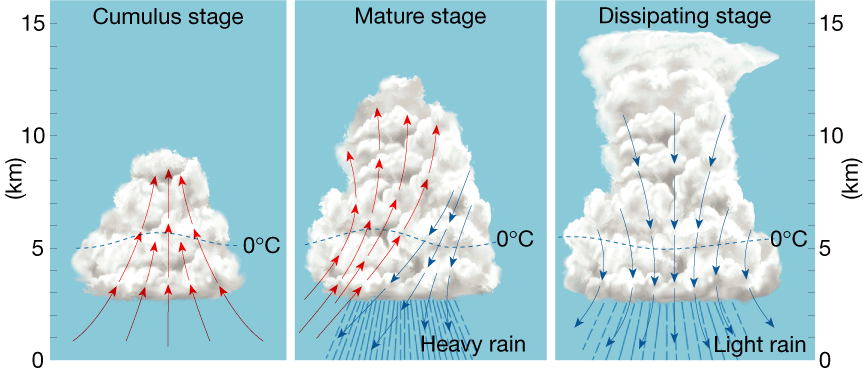 Cumulus stage
Mature stage
Dissipating stage
15
10
(km)
5
0
0°C
0°C
Heavy rain
0°C
Light rain
15
10
(km)
5
0